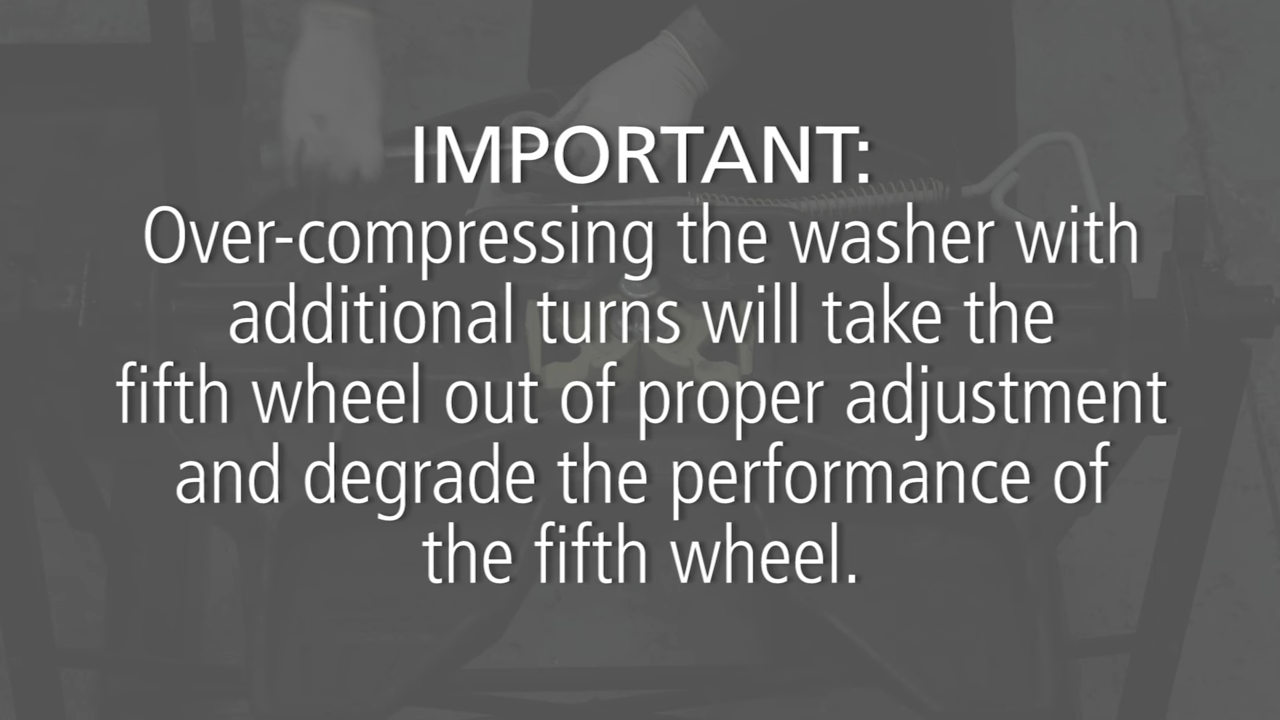 IMPORTANT:
Over-compressing the washer with
additional turns will take the
fifth wheel out of proper adjustment
and degrade the performance of
the fifth wheel.